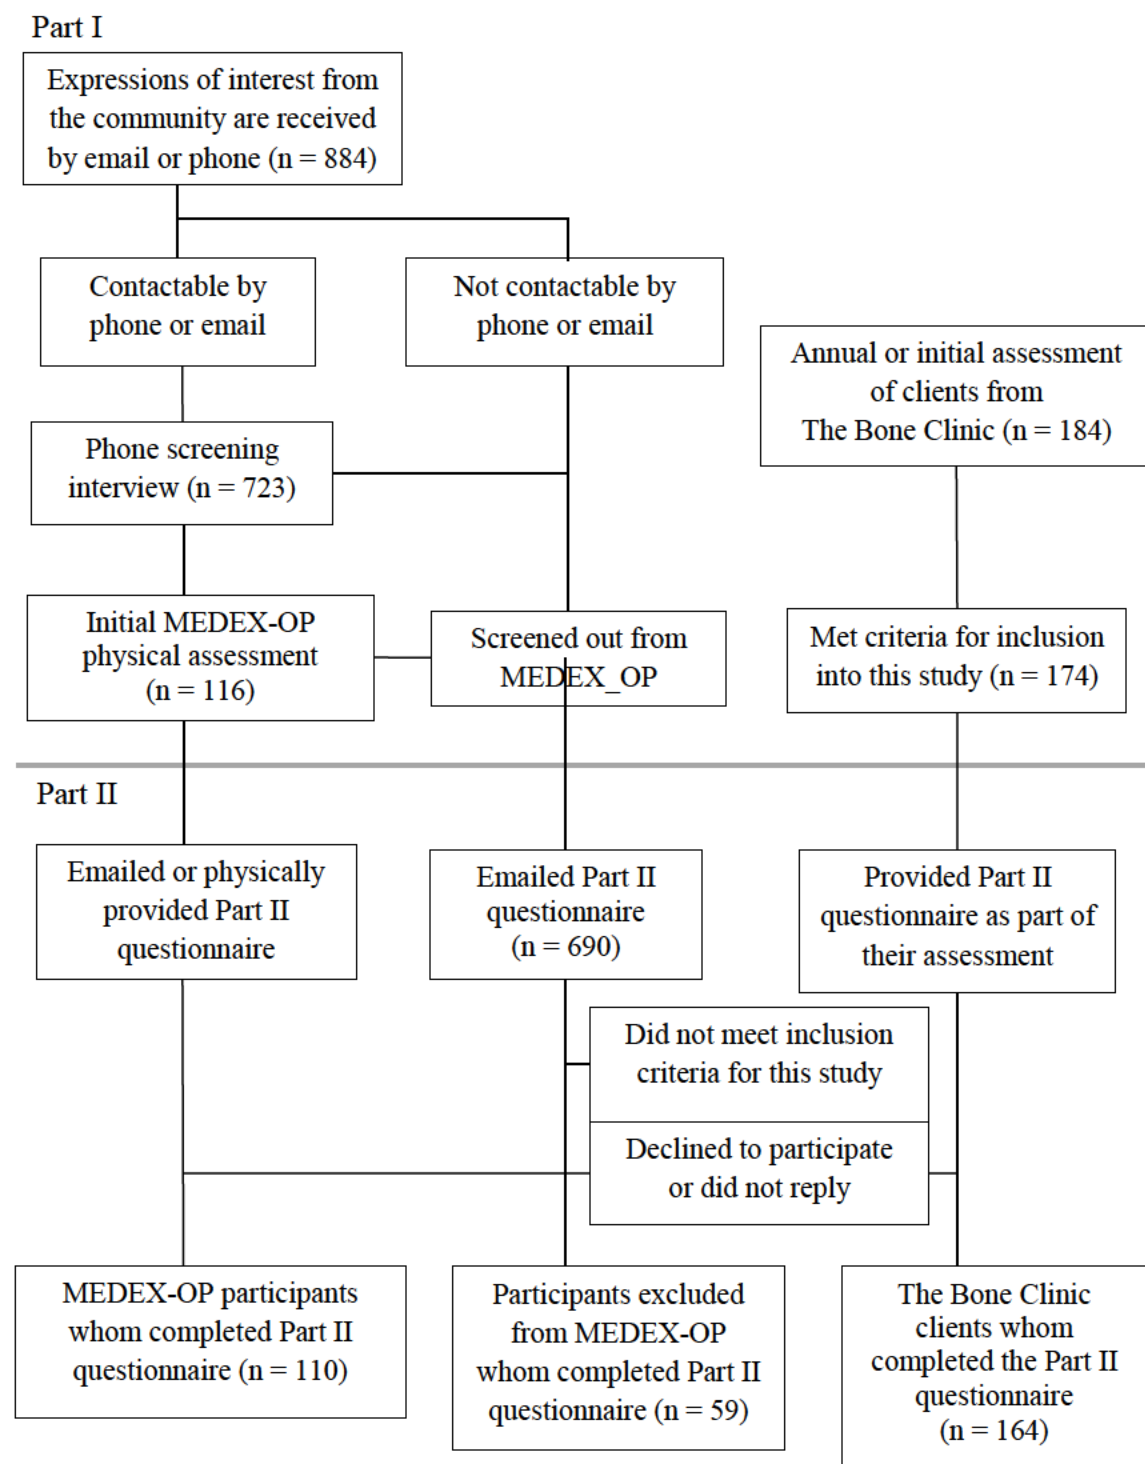 Part I
Expressions of interest from
the community are received
by email or phone (n = 884)
Contactable by
phone or email
Not contactable by
phone or email
Annual or initial assessment
of clients from
The Bone Clinic (n = 184)
Phone screening
interview (n = 723)
Initial MEDEX-OP
physical assessment
(n = 116)
Screened out from
MEDEX_OP
Met criteria for inclusion
into this study (n = 174)
Part II
Emailed or physically
provided Part II
questionnaire
Emailed Part II
questionnaire
(n = 690)
Provided Part II
questionnaire as part of
their assessment
Did not meet inclusion
criteria for this study
Declined to participate
or did not reply
MEDEX-OP participants
whom completed Part II
questionnaire (n = 110)
Participants excluded
from MEDEX-OP
whom completed Part II
questionnaire (n = 59)
The Bone Clinic
clients whom
completed the Part II
questionnaire
(n = 164)